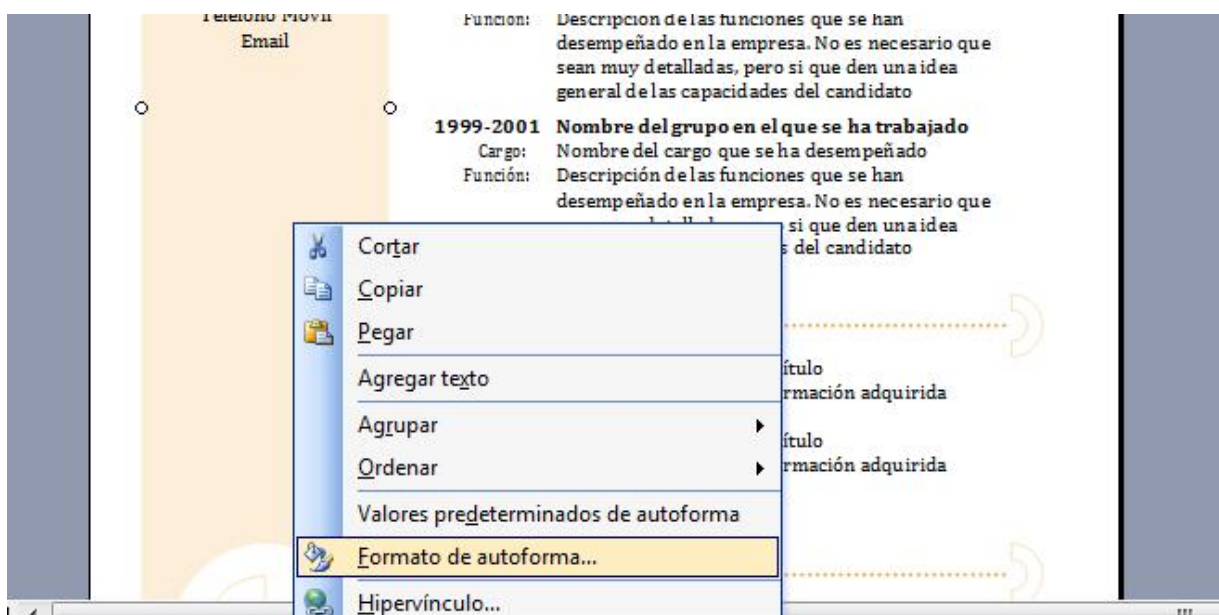 Teléfono Móvil
Email
Función: Descripción de las funciones que se han
desempeñado en la empresa. No es necesario que
sean muy detalladas, pero si que den una idea
general de las capacidades del candidato
1999-2001 Nombre del grupo en el que se ha trabajado
Cargo: Nombre del cargo que se ha desempeñado
Función: Descripción de las funciones que se han
desempeñado en la empresa. No es necesario que
si que den una idea
del candidato
Cortar
Copiar
Pegar
Agregar texto
Agrupar
Ordenar
Valores predeterminados de autoforma
Formato de autoforma...
Hipervínculo...
ítulo
rmación adquirida
ítulo
rmación adquirida